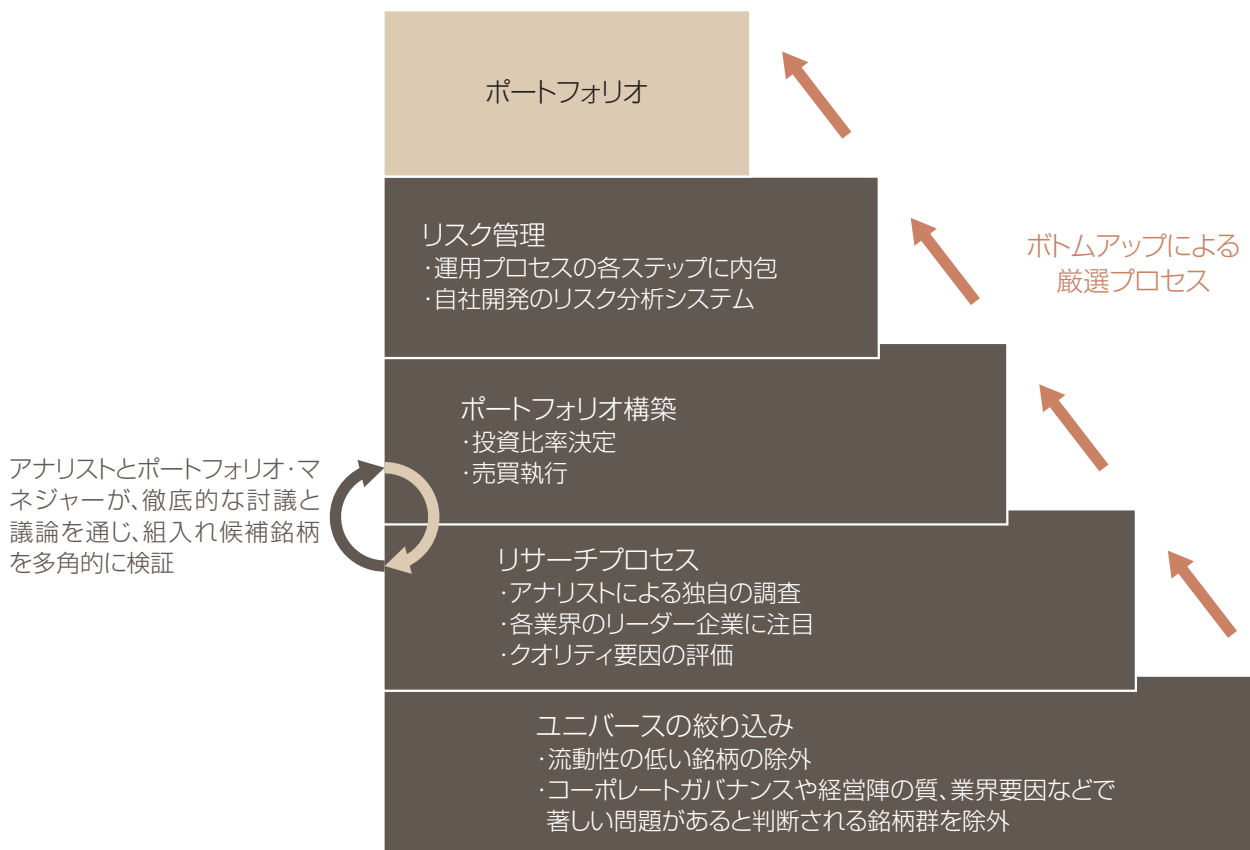 ポートフォリオ
リスク管理
・運用プロセスの各ステップに内包
・自社開発のリスク分析システム
ボトムアップによる
厳選プロセス
ポートフォリオ構築
・投資比率決定
・売買執行
アナリストとポートフォリオ・マ
ネジャーが、徹底的な討議と
議論を通じ、組入れ候補銘柄
を多角的に検証
リサーチプロセス
・アナリストによる独自の調査
・各業界のリーダー企業に注目
・クオリティ要因の評価
ユニバースの絞り込み
・流動性の低い銘柄の除外
・コーポレートガバナンスや経営陣の質、業界要因などで
著しい問題があると判断される銘柄群を除外